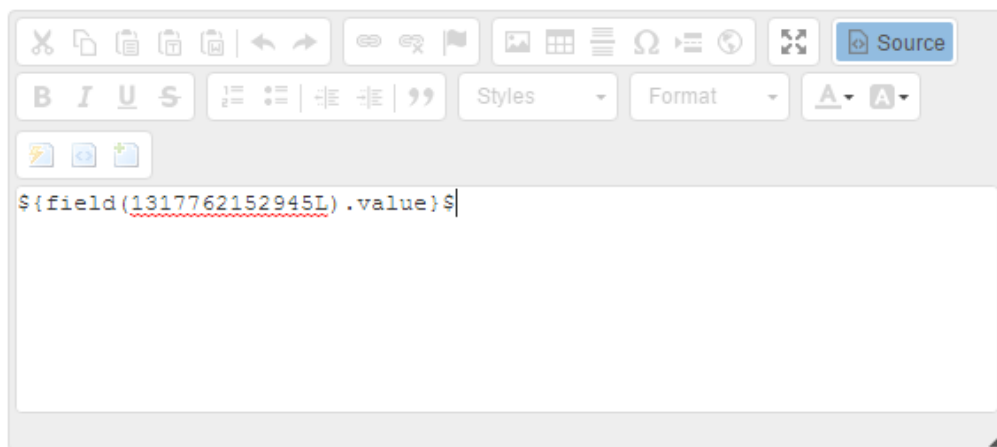 Source
B I U S
Styles Format A A
${field(1317762152945L).value}$